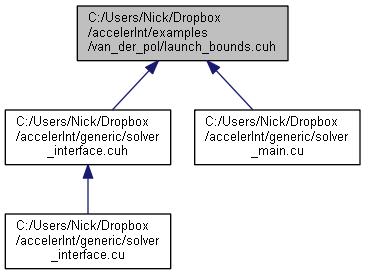 C:/Users/Nick/Dropbox
/accelerInt/examples
/van_der_pol/launch_bounds.cuh
C:/Users/Nick/Dropbox
/accelerInt/generic/solver
_interface.cuh
C:/Users/Nick/Dropbox
/accelerInt/generic/solver
_main.cu
C:/Users/Nick/Dropbox
/accelerInt/generic/solver
_interface.cu